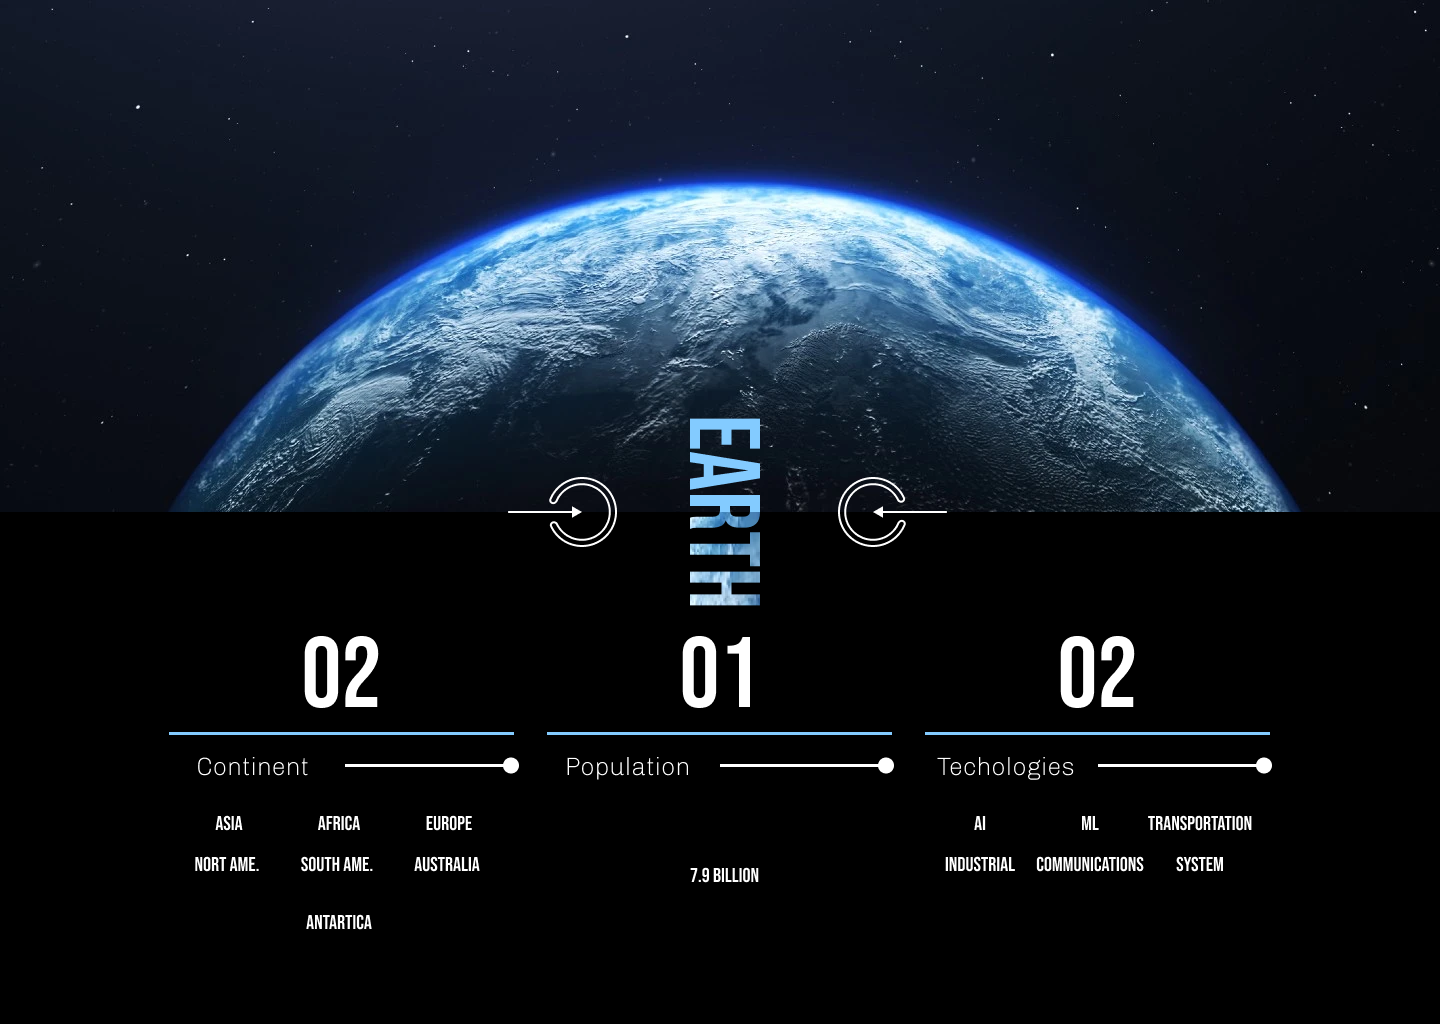 EARTH
02 01 02
Continent Population Techologies
ASIA AFRICA EUROPE AI ML TRANSPORTATION
NORT AME. SOUTH AME. AUSTRALIA INDUSTRIAL COMMUNICATIONS SYSTEM
7.9 BILLION
ANTARTICA